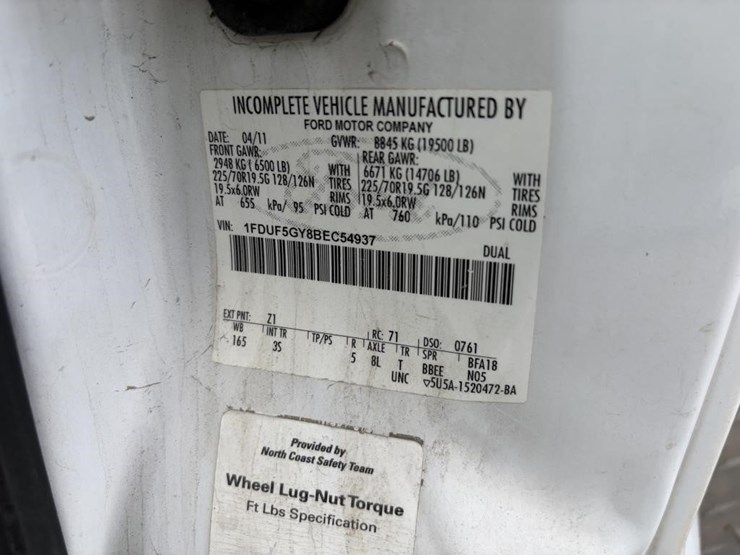 INCOMPLETE VEHICLE MANUFACTURED BY
FORD MOTOR COMPANY
DATE: 04/11 GVWR: 8845 KG (19500 LB)
FRONT GAWR: REAR GAWR:
2948 KG ( 6500 LB) WITH 6671 KG (14706 LB) WITH
225/70R19.5G 128/126N TIRES 225/70R19.5G 128/126N TIRES
19.5x6.0RW RIMS 19.5x6.0RW RIMS
AT 655 kPa/ 95 PSI COLD AT 760 kPa/110 PSI COLD
VIN: 1FDUF5GY8BEC54937 DUAL
EXT PNT: Z1 RC: 71 DSO: 0761
WB INT TR TP/PS R AXLE TR SPR BFA18
165 3S 5 8L T BBEE N05
UNC ▽5U5A-1520472-BA
Provided by
North Coast Safety Team
Wheel Lug-Nut Torque
Ft Lbs Specification